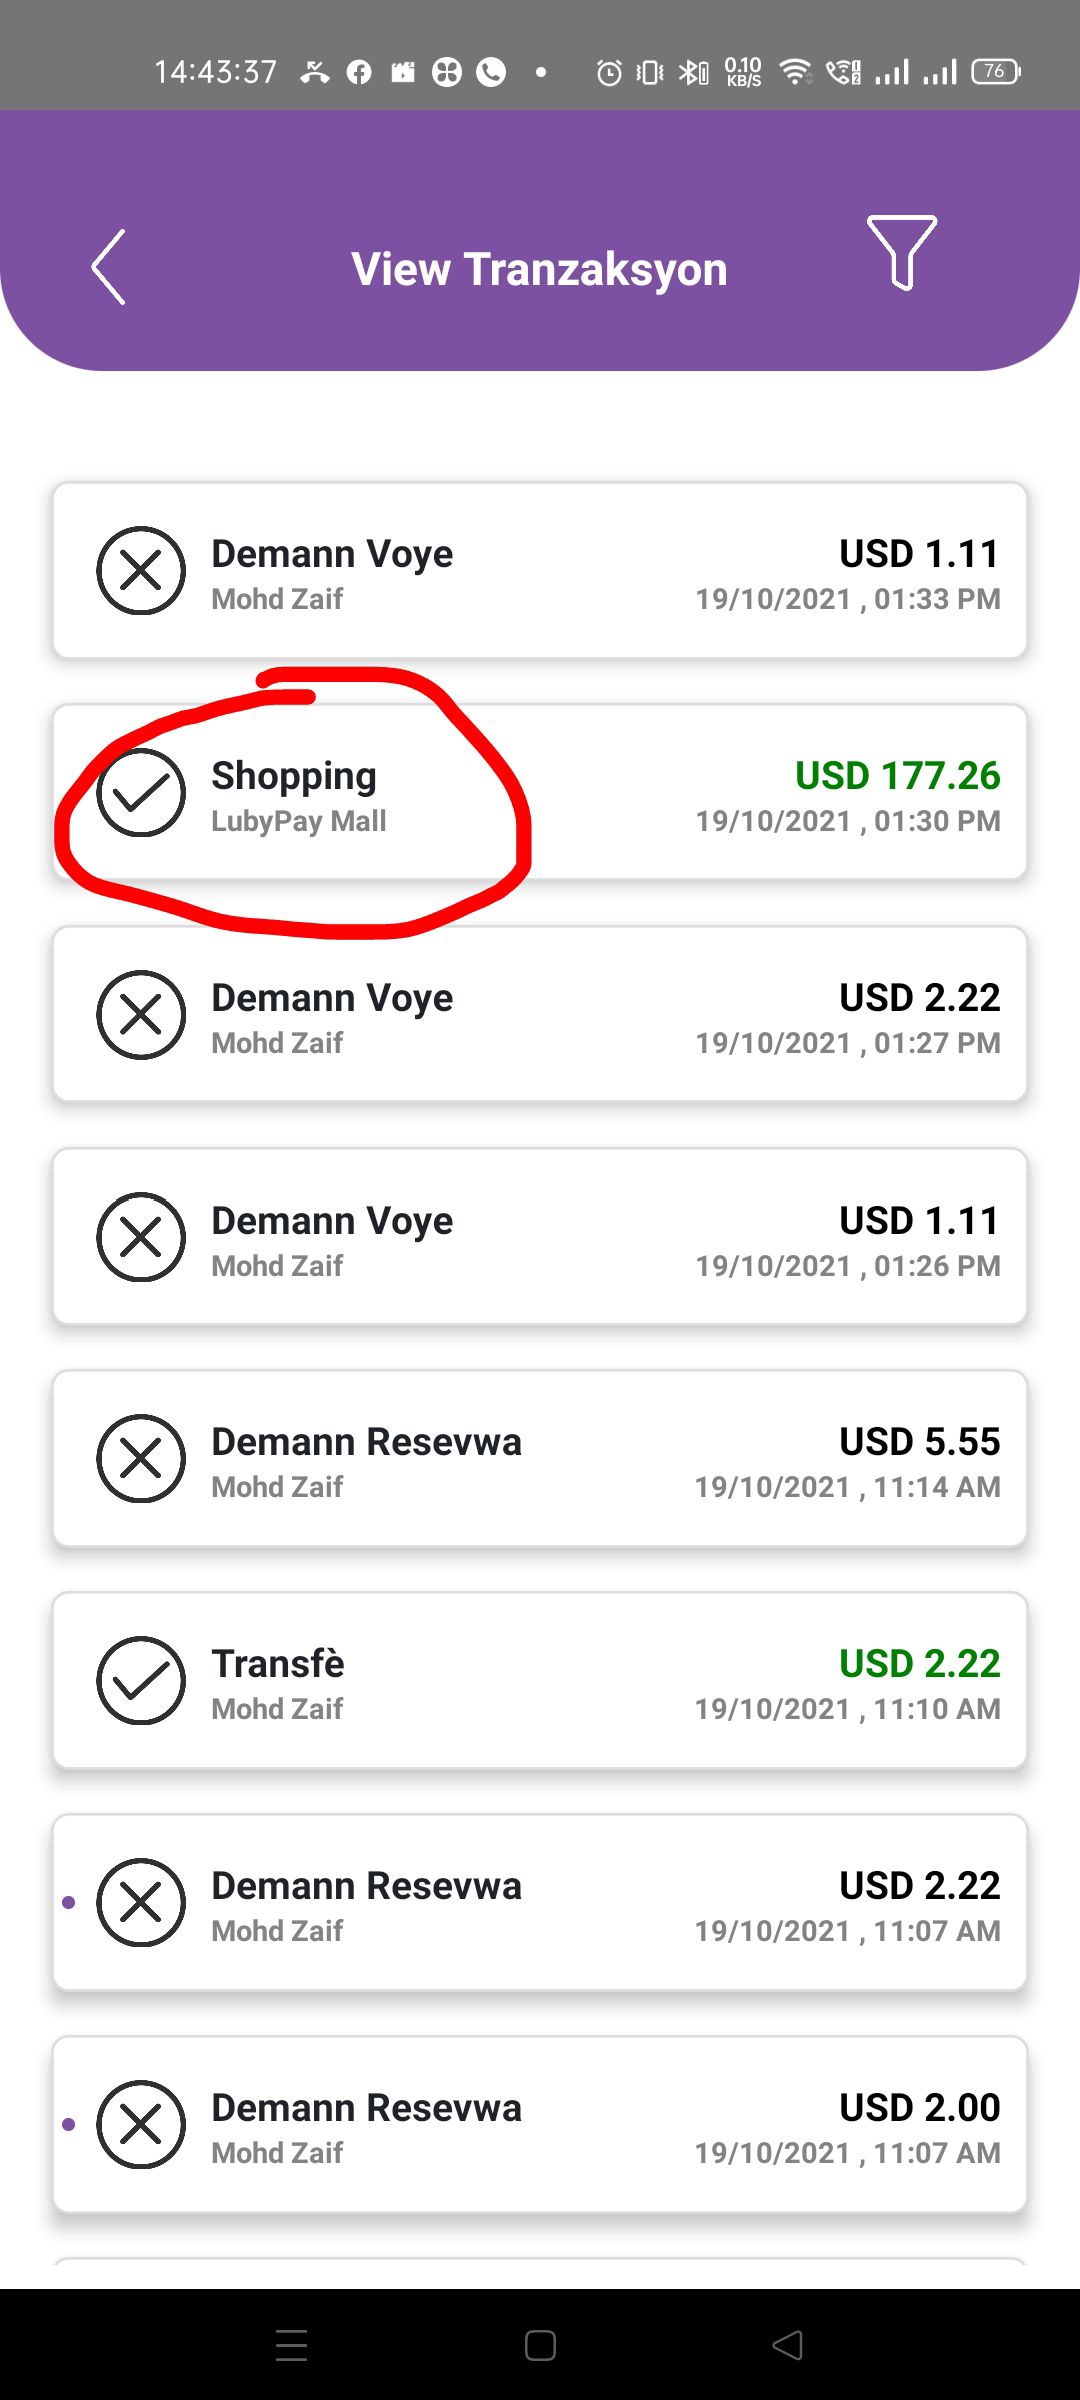 14:43:37 0.10 KB/S 76
View Tranzaksyon
Demann Voye USD 1.11
Mohd Zaif 19/10/2021 , 01:33 PM
Shopping USD 177.26
LubyPay Mall 19/10/2021 , 01:30 PM
Demann Voye USD 2.22
Mohd Zaif 19/10/2021 , 01:27 PM
Demann Voye USD 1.11
Mohd Zaif 19/10/2021 , 01:26 PM
Demann Resevwa USD 5.55
Mohd Zaif 19/10/2021 , 11:14 AM
Transfè USD 2.22
Mohd Zaif 19/10/2021 , 11:10 AM
Demann Resevwa USD 2.22
Mohd Zaif 19/10/2021 , 11:07 AM
Demann Resevwa USD 2.00
Mohd Zaif 19/10/2021 , 11:07 AM